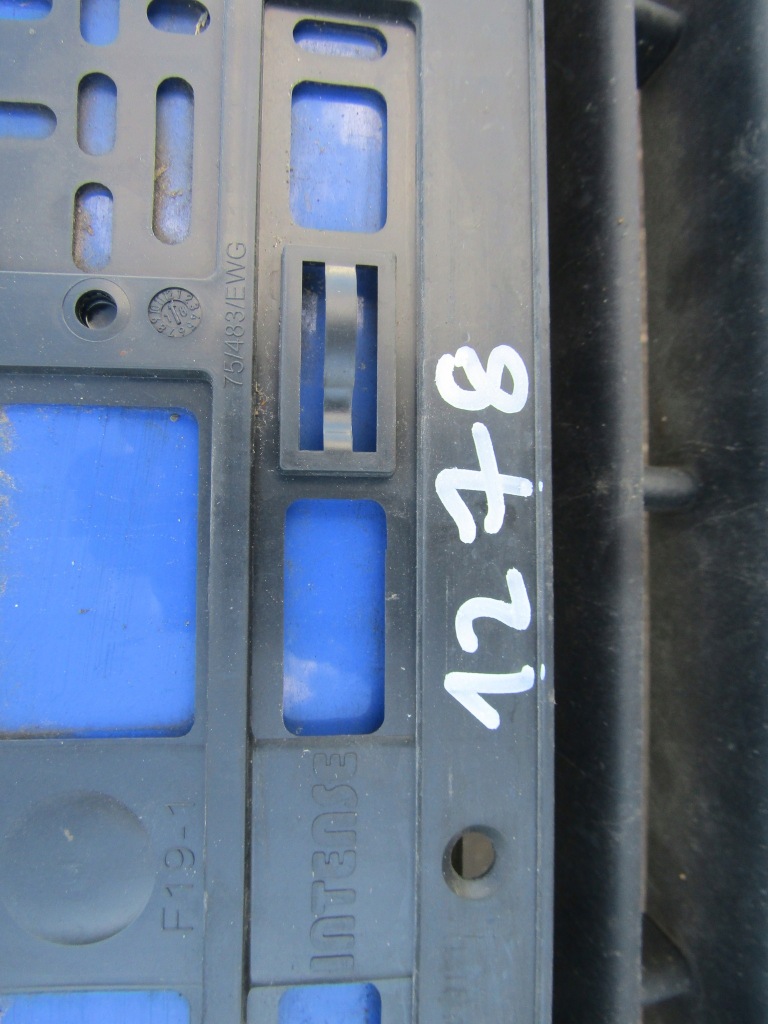 75/483/EWG
1278
F19-1
INTENSE